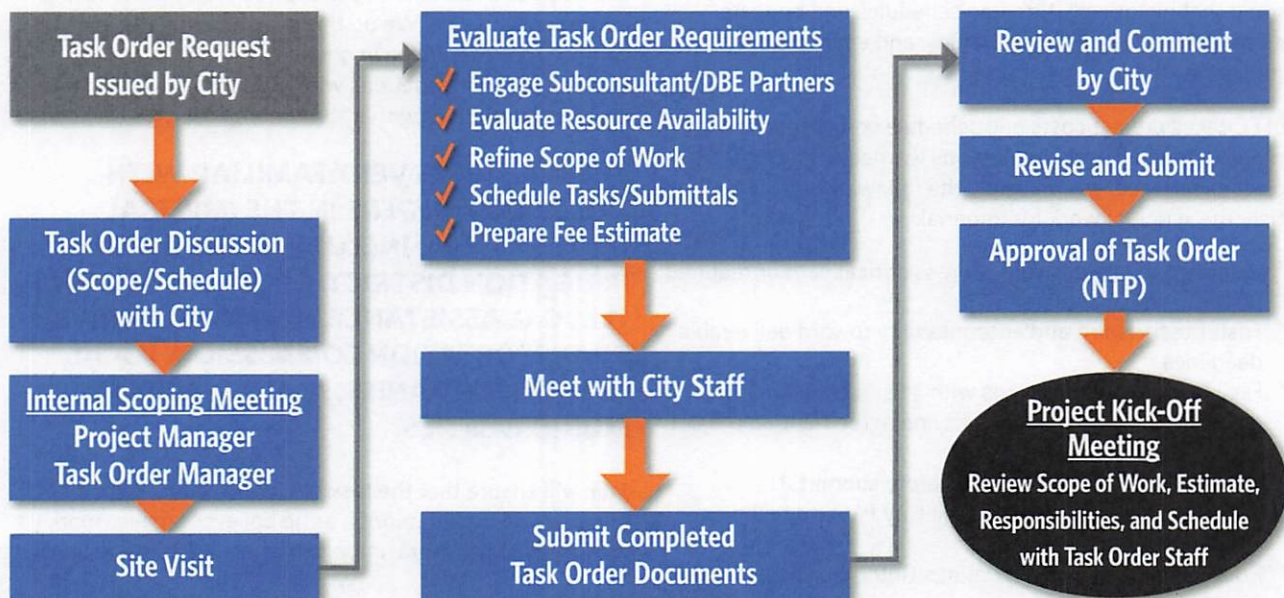 Task Order Request
Issued by City
Task Order Discussion
(Scope/Schedule)
with City
Internal Scoping Meeting
Project Manager
Task Order Manager
Site Visit
Evaluate Task Order Requirements
✓ Engage Subconsultant/DBE Partners
✓ Evaluate Resource Availability
✓ Refine Scope of Work
✓ Schedule Tasks/Submittals
✓ Prepare Fee Estimate
Meet with City Staff
Submit Completed
Task Order Documents
Review and Comment
by City
Revise and Submit
Approval of Task Order
(NTP)
Project Kick-Off
Meeting
Review Scope of Work, Estimate,
Responsibilities, and Schedule
with Task Order Staff